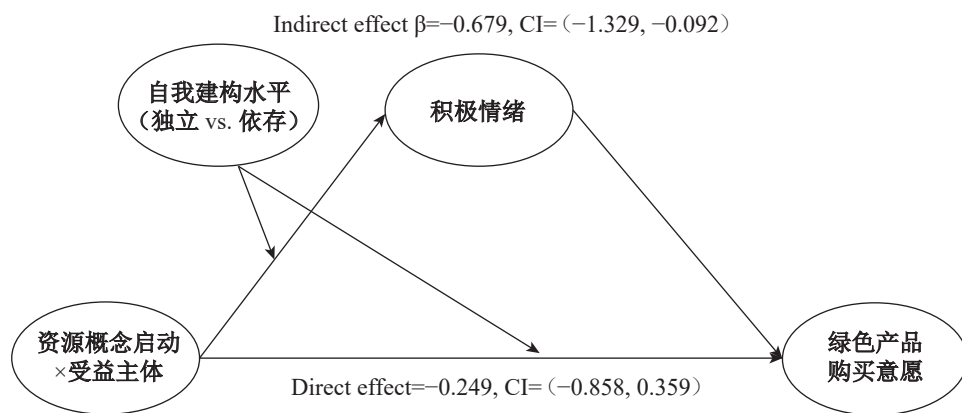 Indirect effect β=−0.679, CI=（−1.329, −0.092）
自我建构水平
（独立 vs. 依存）
积极情绪
资源概念启动
×受益主体
绿色产品
购买意愿
Direct effect=−0.249, CI=（−0.858, 0.359）